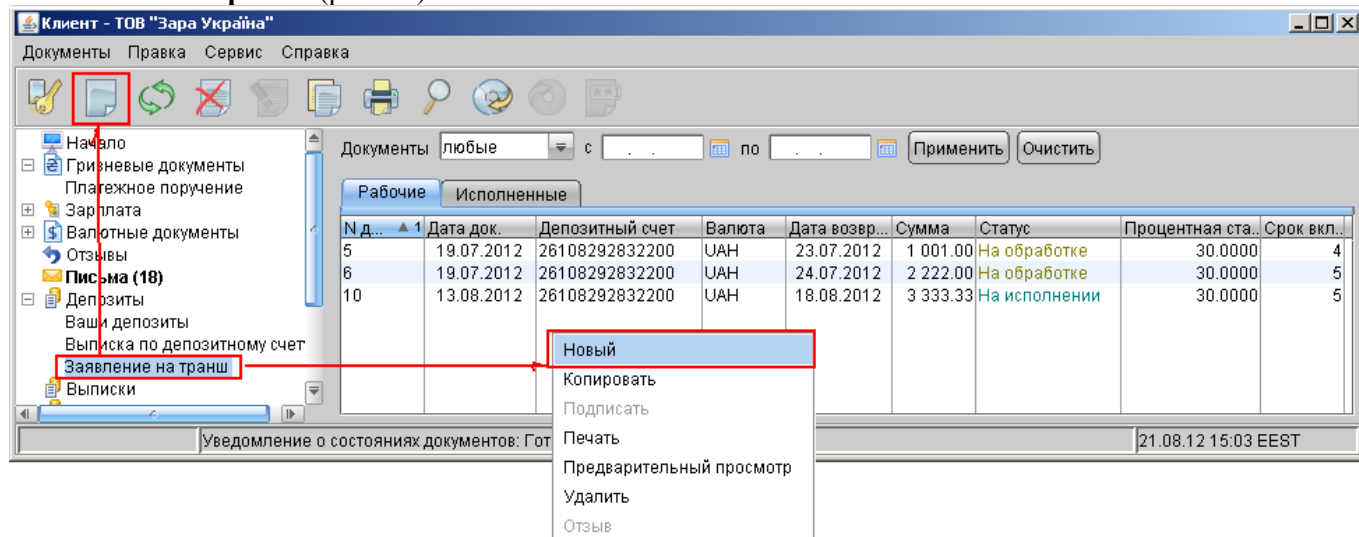 Клиент - ТОВ "Зара Україна"
Документы Правка Сервис Справка
Документы любые с . . по . . Применить Очистить
Рабочие Исполненные
N д... 1 Дата док. Депозитный счет Валюта Дата возвр... Сумма Статус Процентная ста.. Срок вкл..
5 19.07.2012 26108292832200 UAH 23.07.2012 1 001.00 На обработке 30.0000 4
6 19.07.2012 26108292832200 UAH 24.07.2012 2 222.00 На обработке 30.0000 5
10 13.08.2012 26108292832200 UAH 18.08.2012 3 333.33 На исполнении 30.0000 5
Начало
Гривневые документы
Платежное поручение
Зарплата
Валютные документы
Отзывы
Письма (18)
Депозиты
Ваши депозиты
Выписка по депозитному счет
Заявление на транш
Выписки
Новый
Копировать
Подписать
Печать
Предварительный просмотр
Удалить
Отзыв
Уведомление о состояниях документов: Гот
21.08.12 15:03 EEST